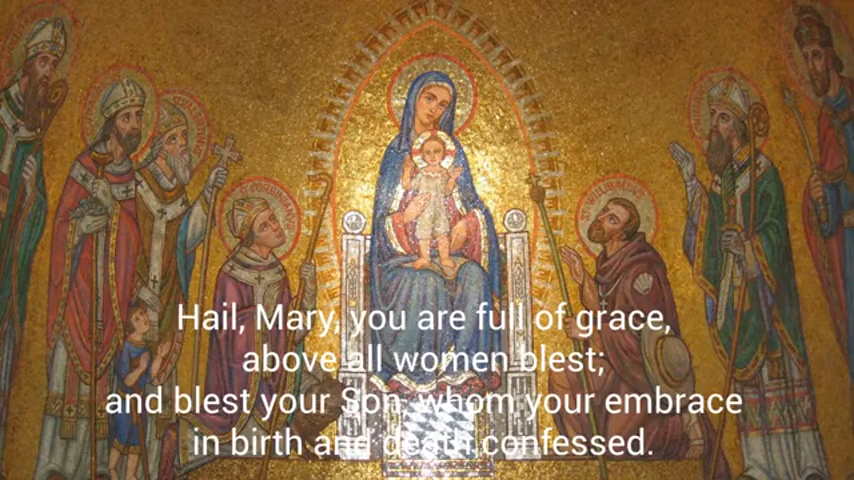 Hail, Mary, you are full of grace,
above all women blest;
and blest your Son, whom your embrace
in birth and death confessed.